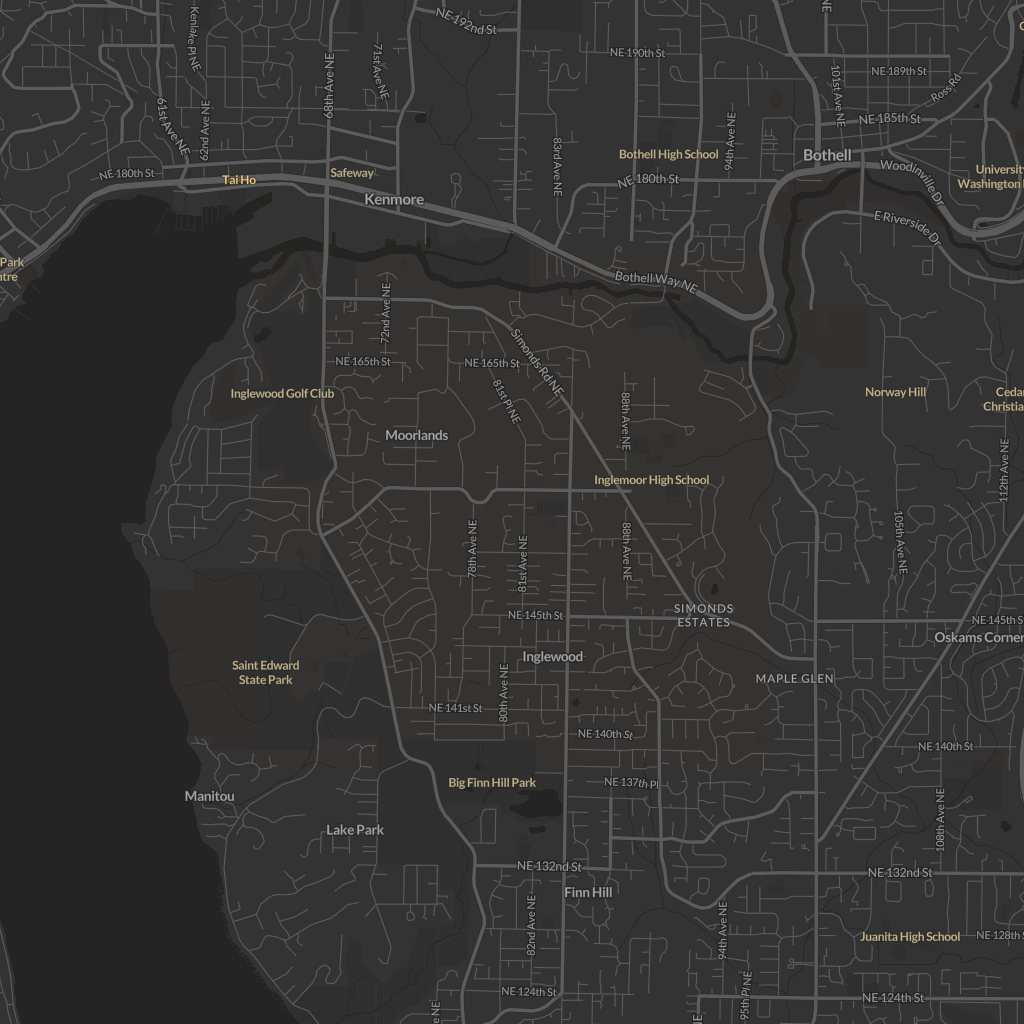 NE 192nd St
Kenlake Pl NE
71st Ave NE
68th Ave NE
NE
NE 190th St
NE 189th St
101st Ave NE
Ross Rd
61st Ave NE
62nd Ave NE
NE 185th St
83rd Ave NE
94th Ave NE
Bothell High School
Bothell
NE 180th St
Tai Ho
Safeway
Kenmore
NE 180th St
Woodinville Dr
University
Washington
E Riverside Dr
Park
ntre
Bothell Way NE
72nd Ave NE
NE 165th St
NE 165th St
Simonds Rd NE
81st Pl NE
88th Ave NE
Inglewood Golf Club
Norway Hill
Cedar
Christian
Moorlands
Inglemoor High School
112th Ave NE
78th Ave NE
81st Ave NE
88th Ave NE
105th Ave NE
NE 145th St
SIMONDS
ESTATES
NE 145th S
Oskams Corner
Inglewood
Saint Edward
State Park
80th Ave NE
MAPLE GLEN
NE 141st St
NE 140th St
NE 140th St
Big Finn Hill Park
NE 137th Pl
Manitou
Lake Park
108th Ave NE
NE 132nd St
NE 132nd St
Finn Hill
82nd Ave NE
94th Ave NE
Juanita High School
NE 128th S
NE 124th St
NE 124th St
95th Pl NE
NE
NE